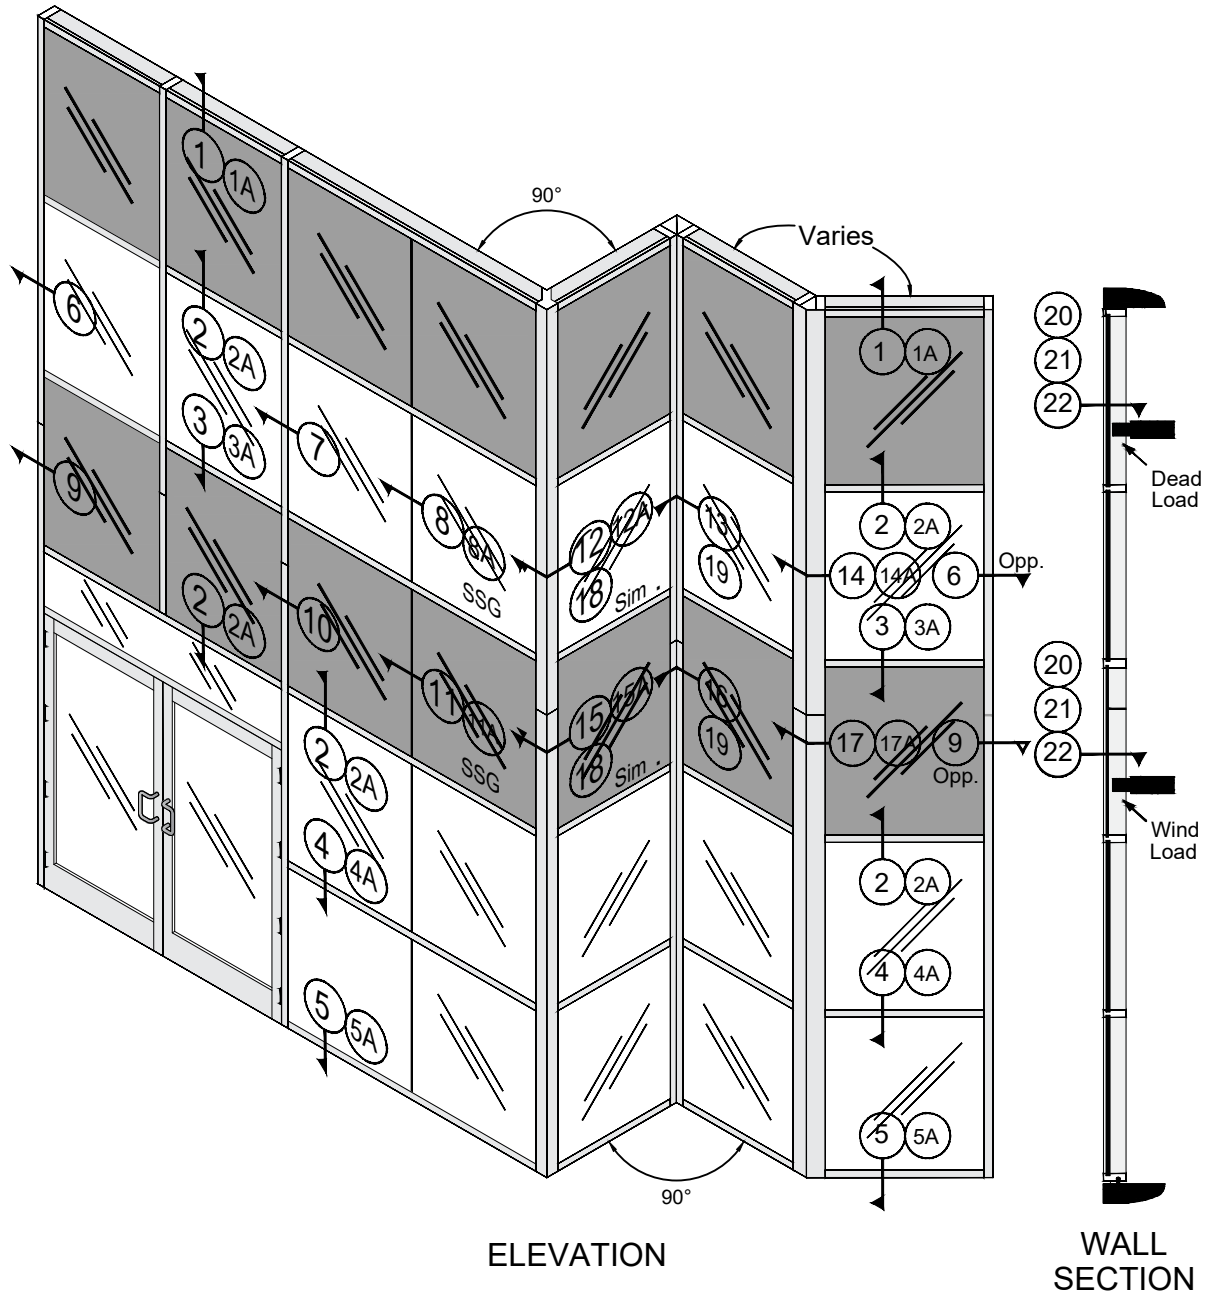 90°
Varies
1 1A
6
2 2A
3 3A
7
8 8A
SSG
9
2 2A
10
11 11A
SSG
2 2A
4 4A
5 5A
12 12A
18 Sim.
13
19
15 15A
18 Sim.
16
19
90°
1 1A
2 2A
14 14A 6
Opp.
3 3A
17 17A 9
Opp.
2 2A
4 4A
5 5A
20
21
22
Dead
Load
20
21
22
Wind
Load
ELEVATION
WALL
SECTION